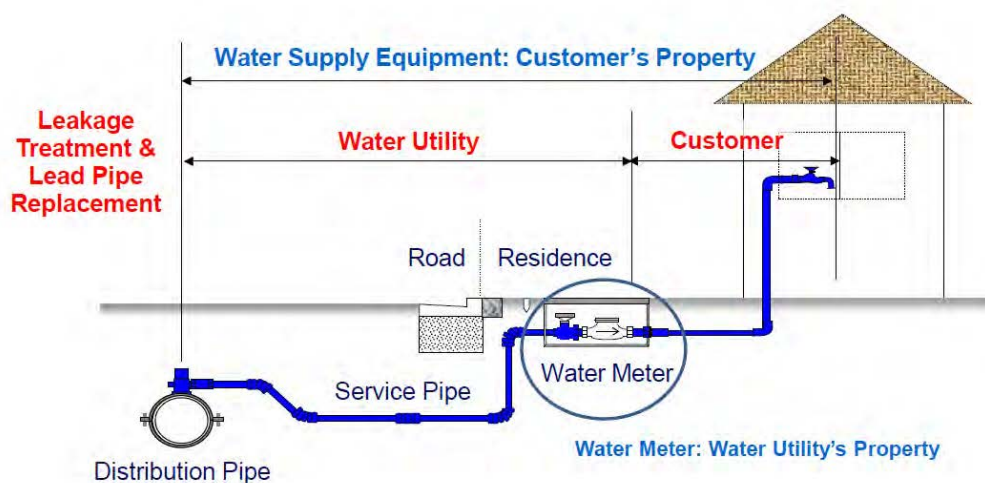 Water Supply Equipment: Customer's Property
Leakage
Treatment &
Lead Pipe
Replacement
Water Utility
Customer
Road
Residence
Service Pipe
Water Meter
Distribution Pipe
Water Meter: Water Utility's Property